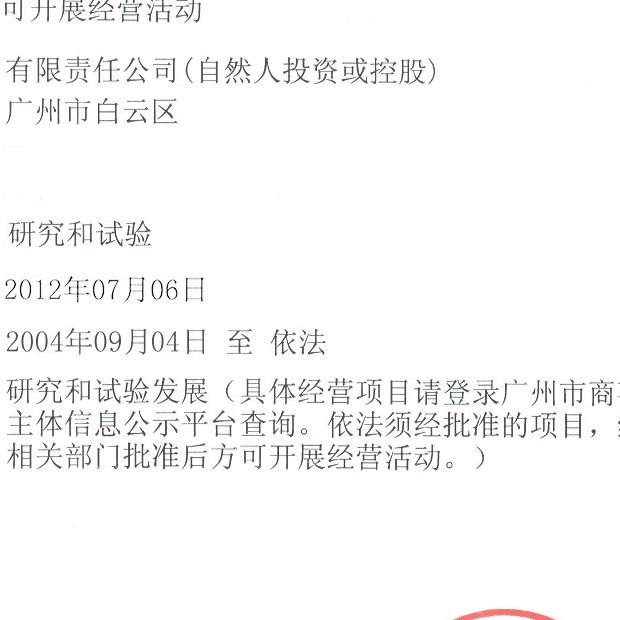 可开展经营活动
有限责任公司(自然人投资或控股)
广州市白云区
研究和试验
2012年07月06日
2004年09月04日 至 依法
研究和试验发展（具体经营项目请登录广州市商
主体信息公示平台查询。依法须经批准的项目，
相关部门批准后方可开展经营活动。）